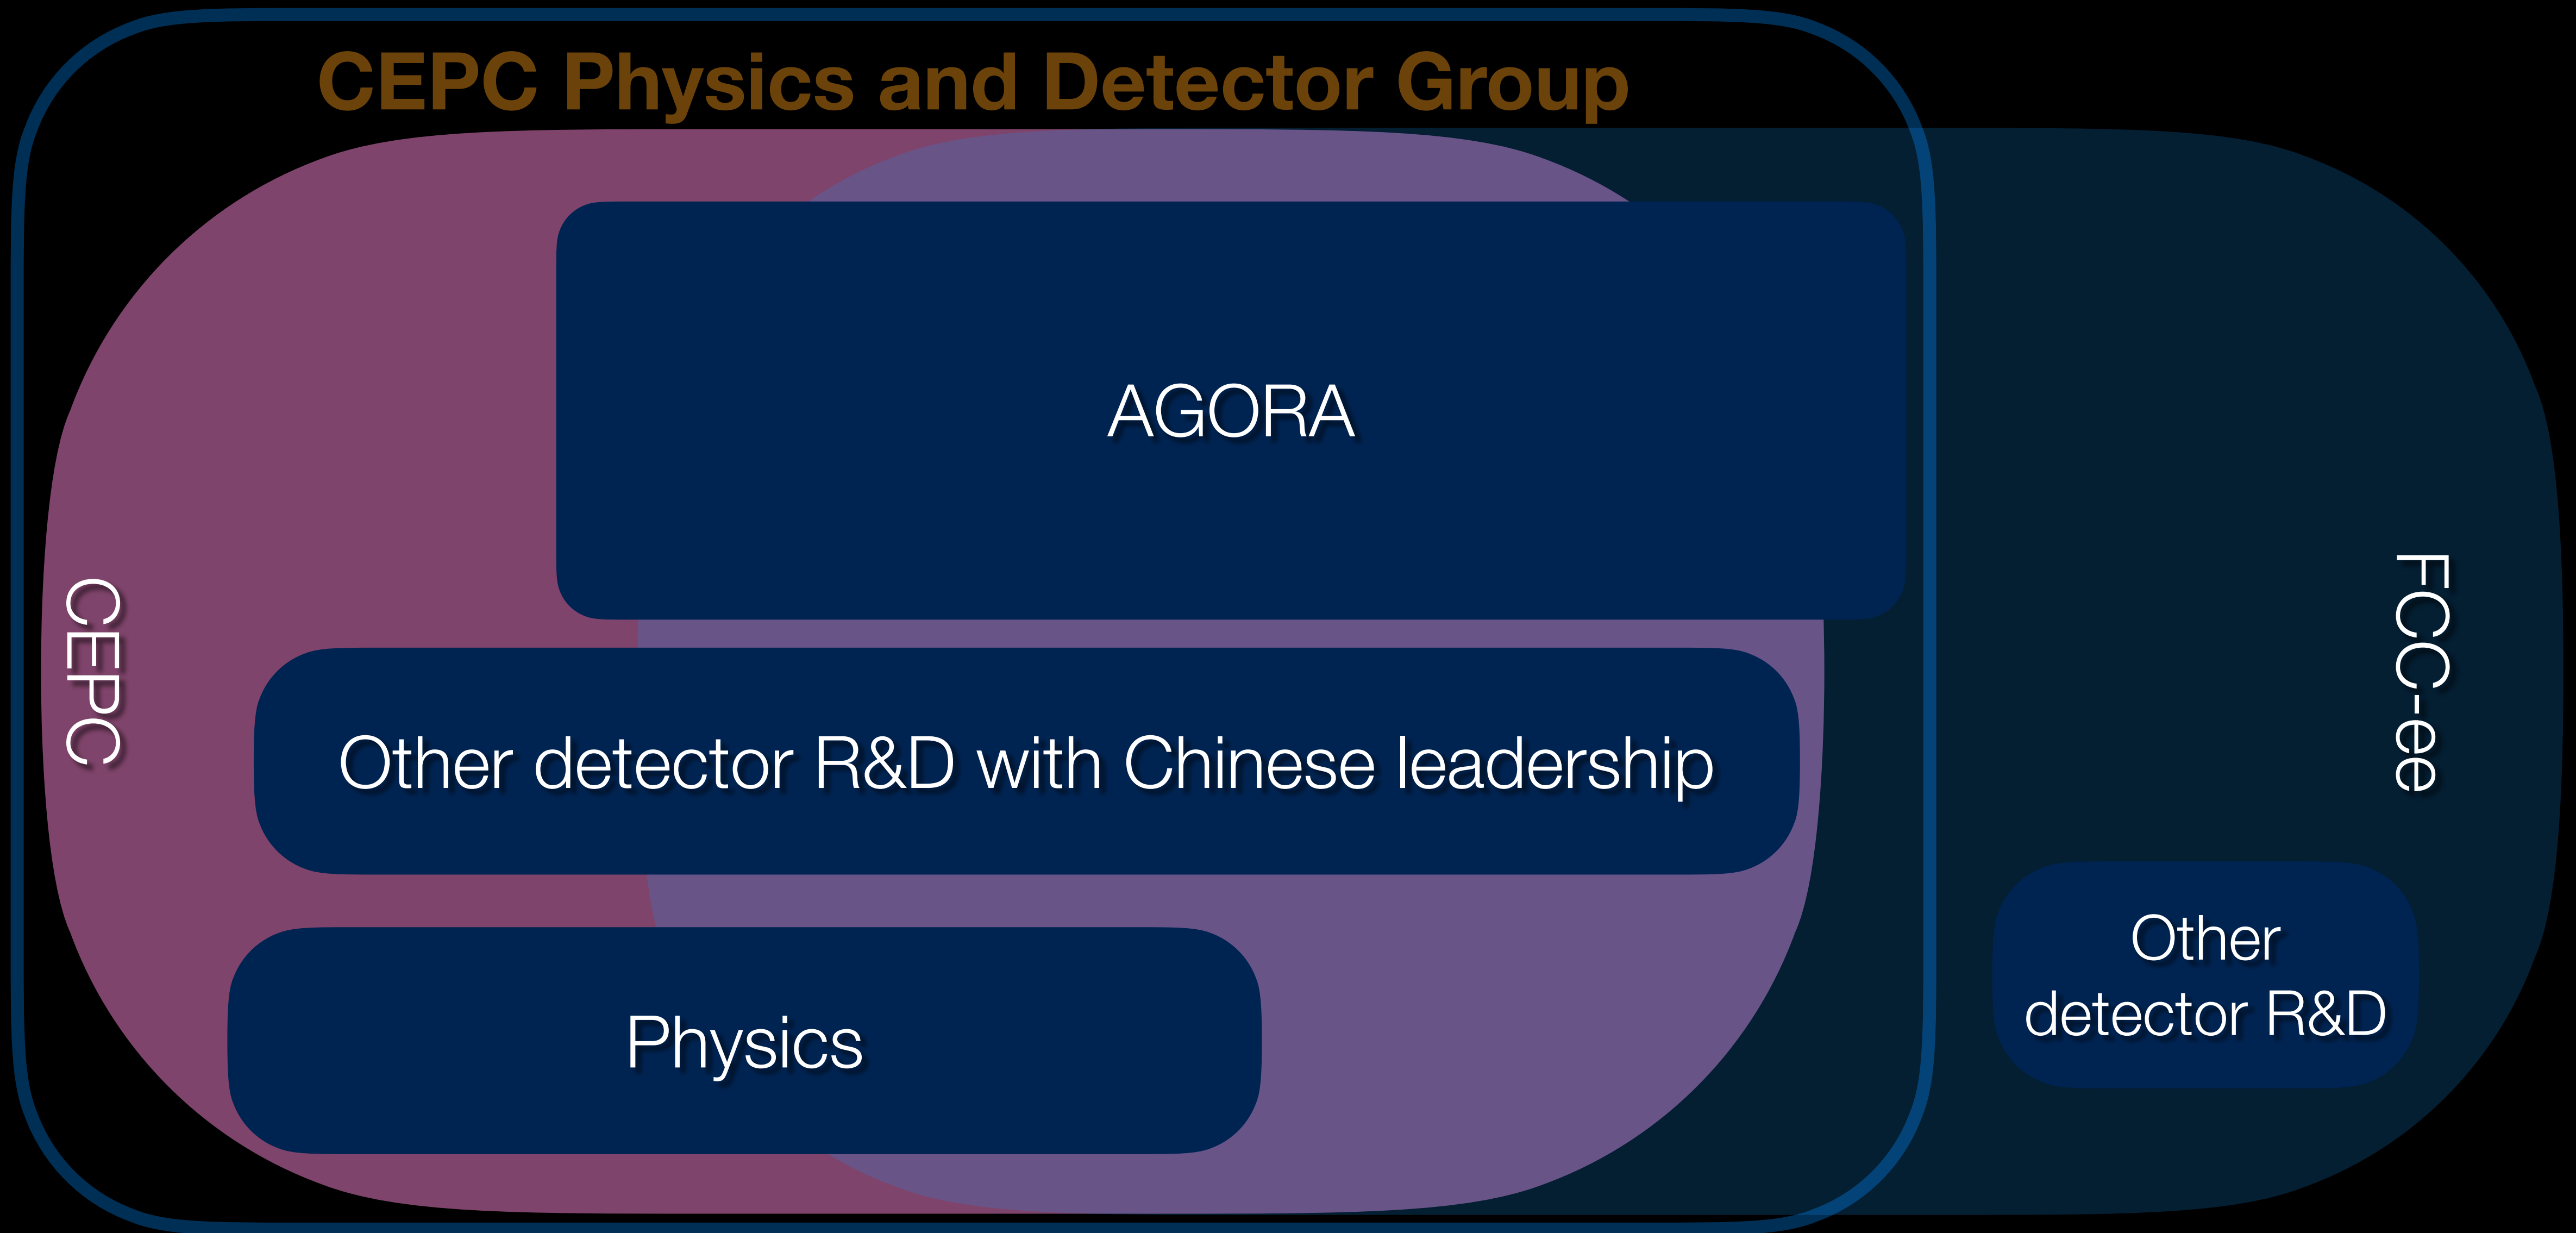 CEPC Physics and Detector Group
AGORA
CEPC
FCC-ee
Other detector R&D with Chinese leadership
Other
detector R&D
Physics